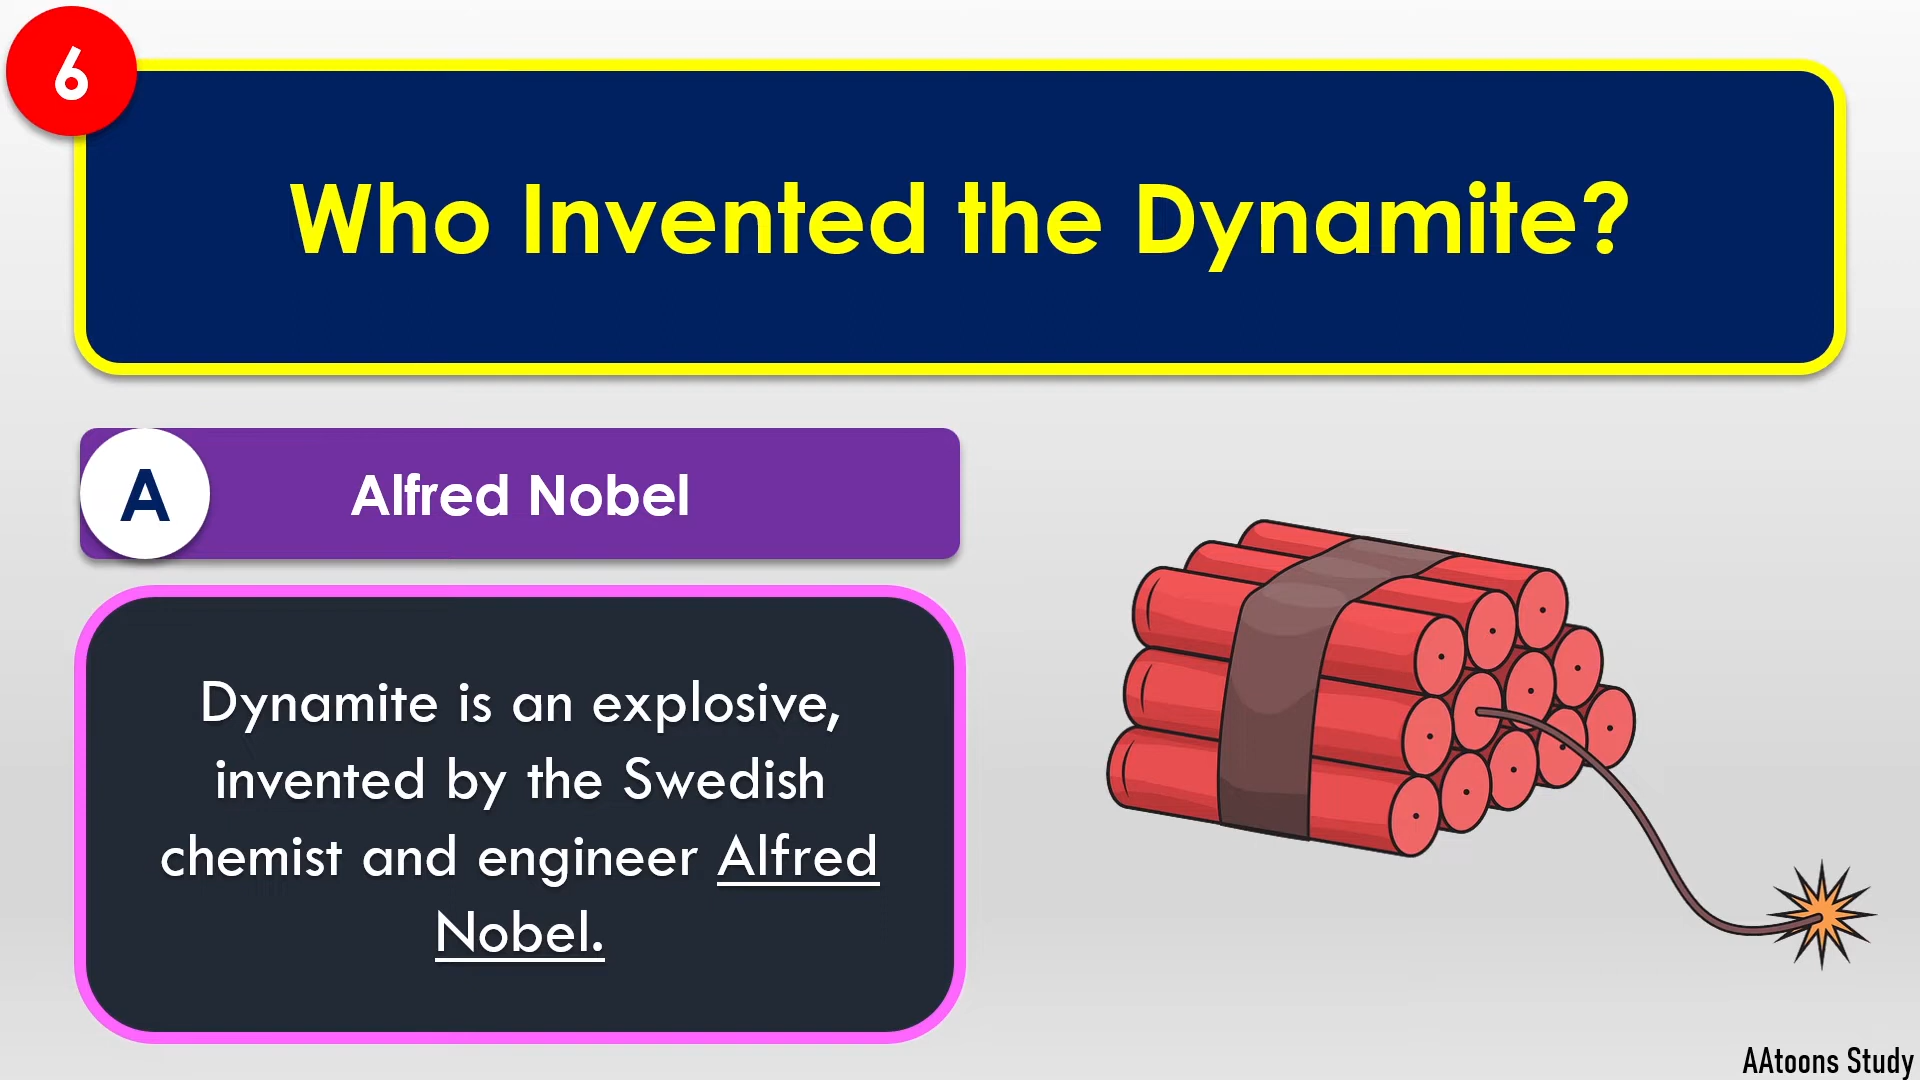 6
Who Invented the Dynamite?
A
Alfred Nobel
Dynamite is an explosive,
invented by the Swedish
chemist and engineer Alfred
Nobel.
AAtoons Study